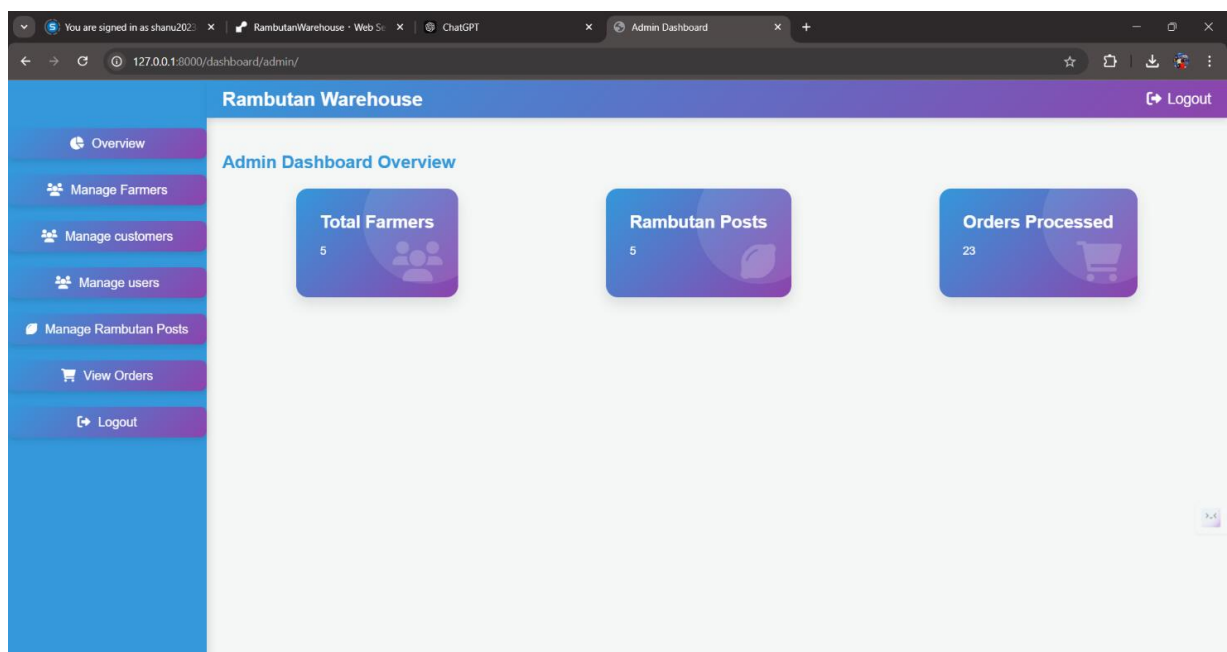 You are signed in as shanu2023
RambutanWarehouse · Web Se
ChatGPT
Admin Dashboard
127.0.0.1:8000/dashboard/admin/
Rambutan Warehouse
Logout
Overview
Manage Farmers
Manage customers
Manage users
Manage Rambutan Posts
View Orders
Logout
Admin Dashboard Overview
Total Farmers
5
Rambutan Posts
5
Orders Processed
23